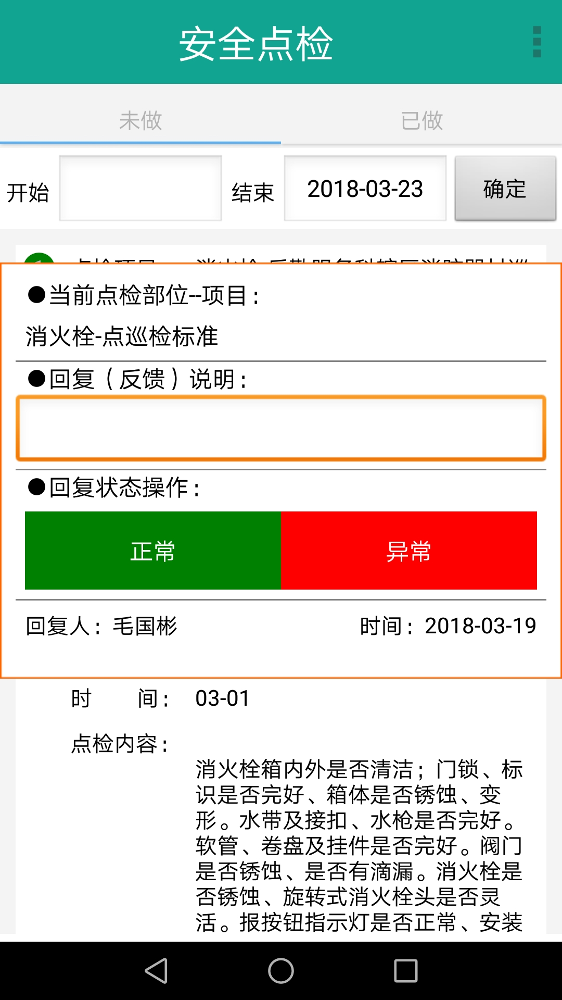 安全点检
未做 已做
开始 结束 2018-03-23 确定
●当前点检部位--项目：
消火栓-点巡检标准
●回复（反馈）说明：
●回复状态操作：
正常 异常
回复人：毛国彬 时间：2018-03-19
时 间： 03-01
点检内容：
消火栓箱内外是否清洁；门锁、标
识是否完好、箱体是否锈蚀、变
形。水带及接扣、水枪是否完好。
软管、卷盘及挂件是否完好。阀门
是否锈蚀、是否有滴漏。消火栓是
否锈蚀、旋转式消火栓头是否灵
活。报按钮指示灯是否正常、安装